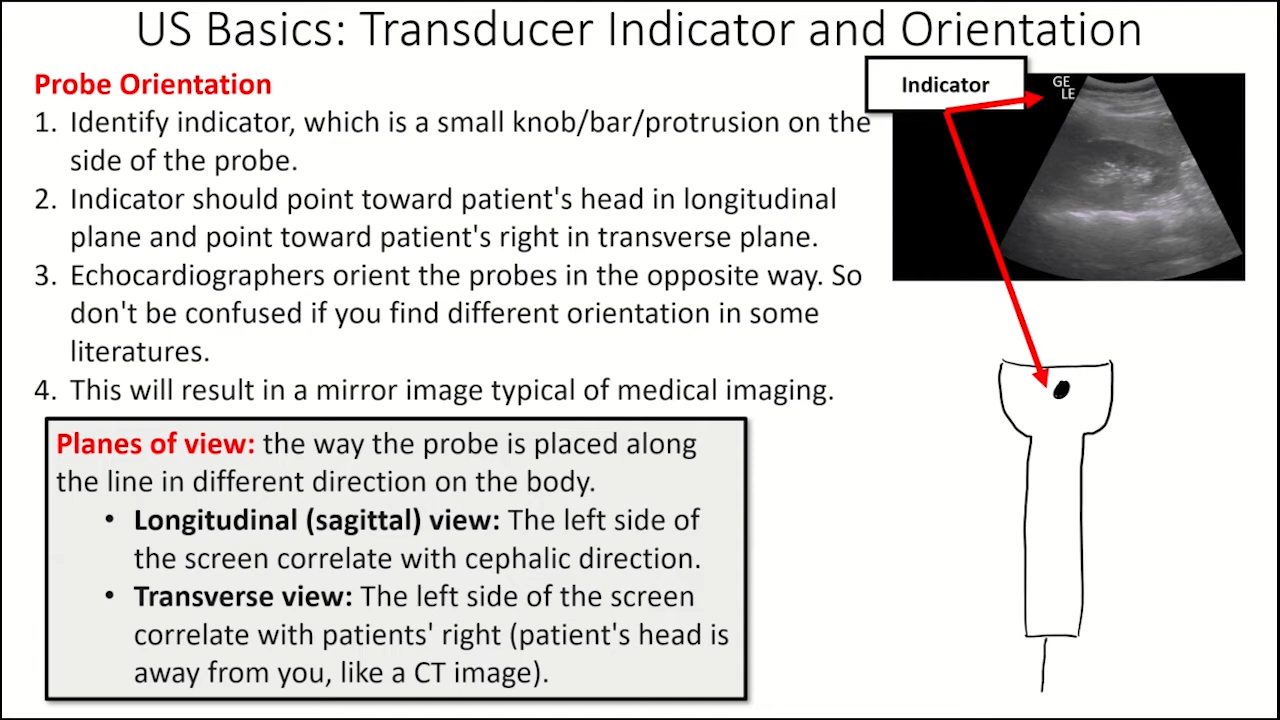 US Basics: Transducer Indicator and Orientation
Probe Orientation
1. Identify indicator, which is a small knob/bar/protrusion on the
side of the probe.
2. Indicator should point toward patient's head in longitudinal
plane and point toward patient's right in transverse plane.
3. Echocardiographers orient the probes in the opposite way. So
don't be confused if you find different orientation in some
literatures.
4. This will result in a mirror image typical of medical imaging.
Planes of view: the way the probe is placed along
the line in different direction on the body.
• Longitudinal (sagittal) view: The left side of
the screen correlate with cephalic direction.
• Transverse view: The left side of the screen
correlate with patients' right (patient's head is
away from you, like a CT image).
Indicator
GE
LE